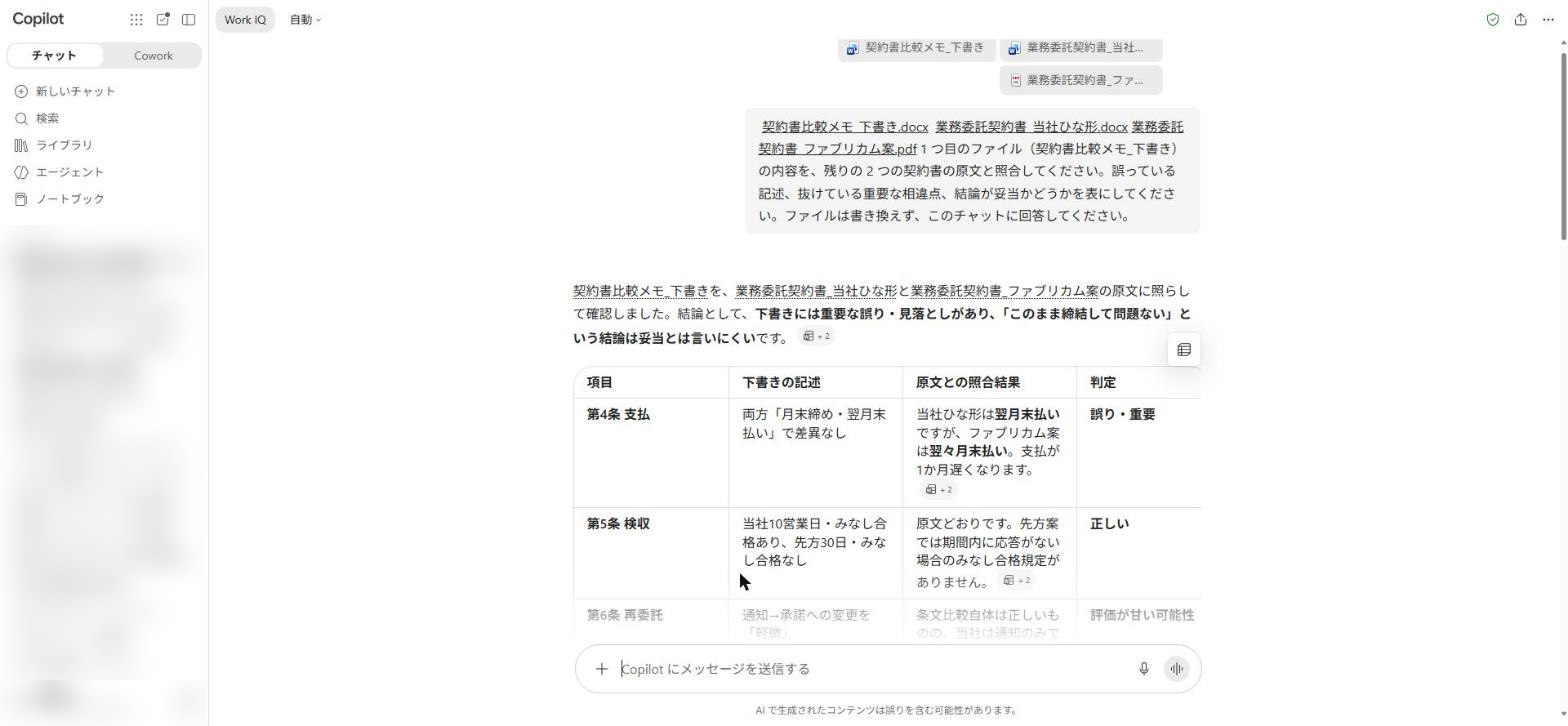 Copilot
Work IQ
自動
チャット
Cowork
新しいチャット
検索
ライブラリ
エージェント
ノートブック
契約書比較メモ_下書き
業務委託契約書_当社...
業務委託契約書_ファ...
契約書比較メモ_下書き.docx 業務委託契約書_当社ひな形.docx 業務委託
契約書_ファブリカム案.pdf 1 つ目のファイル（契約書比較メモ_下書き）
の内容を、残りの 2 つの契約書の原文と照合してください。誤っている
記述、抜けている重要な相違点、結論が妥当かどうかを表にしてくださ
い。ファイルは書き換えず、このチャットに回答してください。
契約書比較メモ_下書きを、業務委託契約書_当社ひな形と業務委託契約書_ファブリカム案の原文に照らし
て確認しました。結論として、下書きには重要な誤り・見落としがあり、「このまま締結して問題ない」と
いう結論は妥当とは言いにくいです。 + 2
項目 下書きの記述 原文との照合結果 判定
第4条 支払
両方「月末締め・翌月末
払い」で差異なし
当社ひな形は翌月末払い
ですが、ファブリカム案
は翌々月末払い。支払が
1か月遅くなります。
+ 2
誤り・重要
第5条 検収
当社10営業日・みなし合
格あり、先方30日・みな
し合格なし
原文どおりです。先方案
では期間内に応答がない
場合のみなし合格規定が
ありません。 + 2
正しい
第6条 再委託
通知→承諾への変更を
「軽微」
条文比較自体は正しいも
のの、当社は通知のみで
評価が甘い可能性
Copilot にメッセージを送信する
AI で生成されたコンテンツは誤りを含む可能性があります。